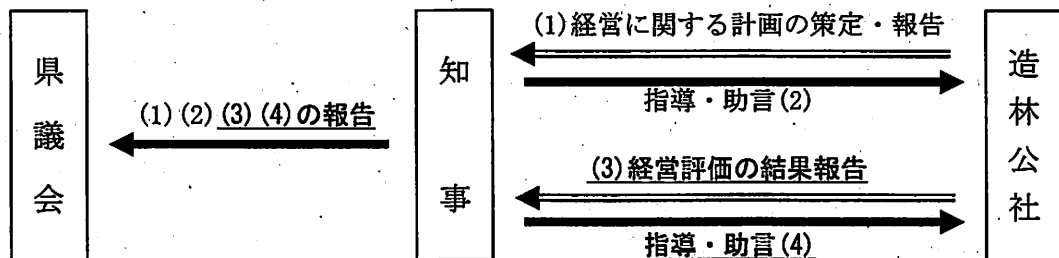 県議会
(1)(2)(3)(4)の報告
知事
(1)経営に関する計画の策定・報告
指導・助言(2)
(3)経営評価の結果報告
指導・助言(4)
造林公社